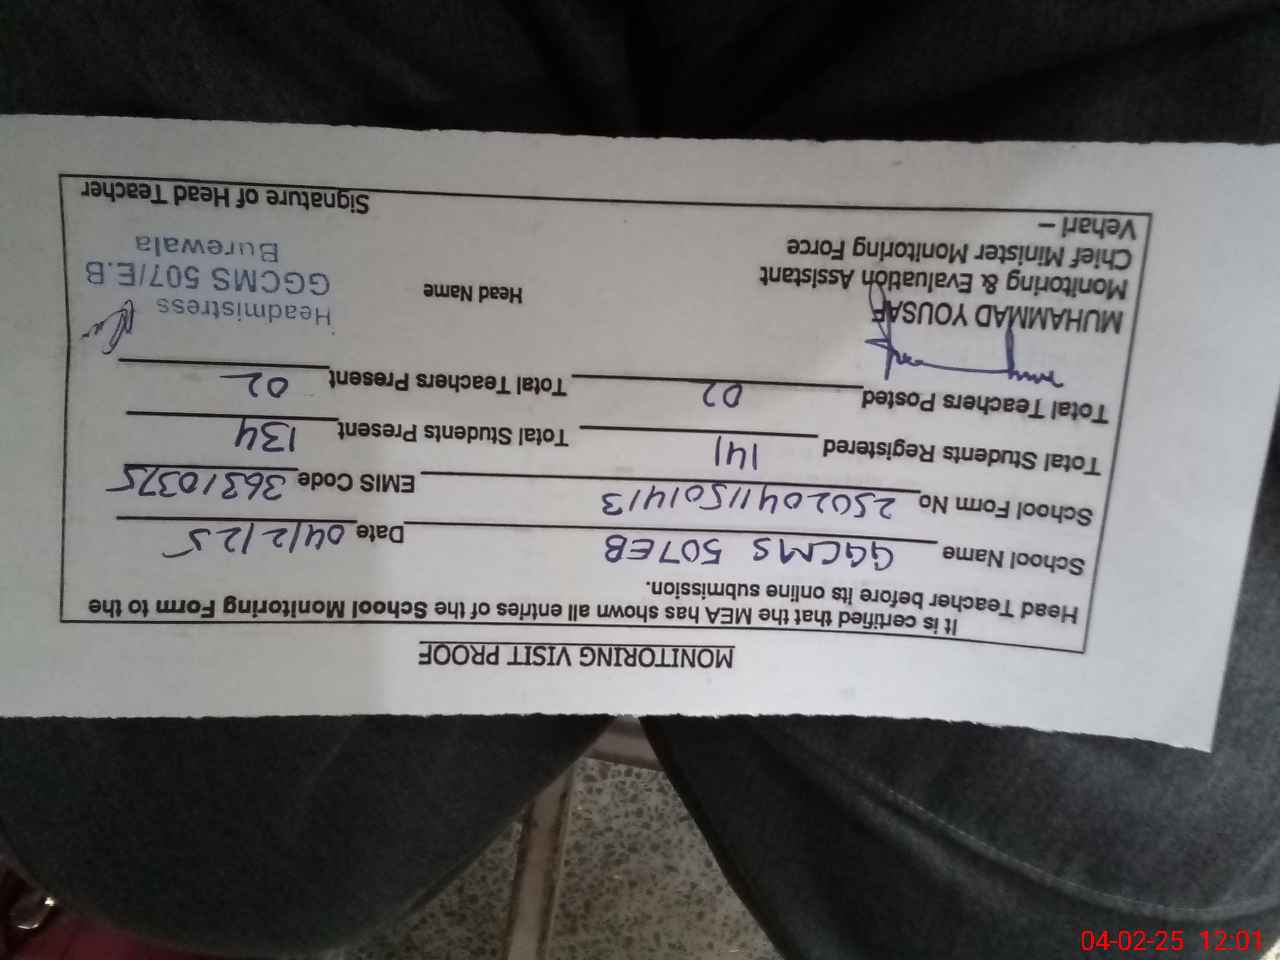 MONITORING VISIT PROOF
It is certified that the MEA has shown all entries of the School Monitoring Form to the
Head Teacher before its online submission.
School Name GGCMS 507EB Date 04/2/25
School Form No 25020411501413 EMIS Code 36310375
Total Students Registered 141 Total Students Present 134
Total Teachers Posted 02 Total Teachers Present 02
MUHAMMAD YOUSAF
Monitoring & Evaluation Assistant
Chief Minister Monitoring Force
Vehari –
Head Name
Headmistress
GGCMS 507/E.B
Burewala
Signature of Head Teacher
04-02-25 12:01